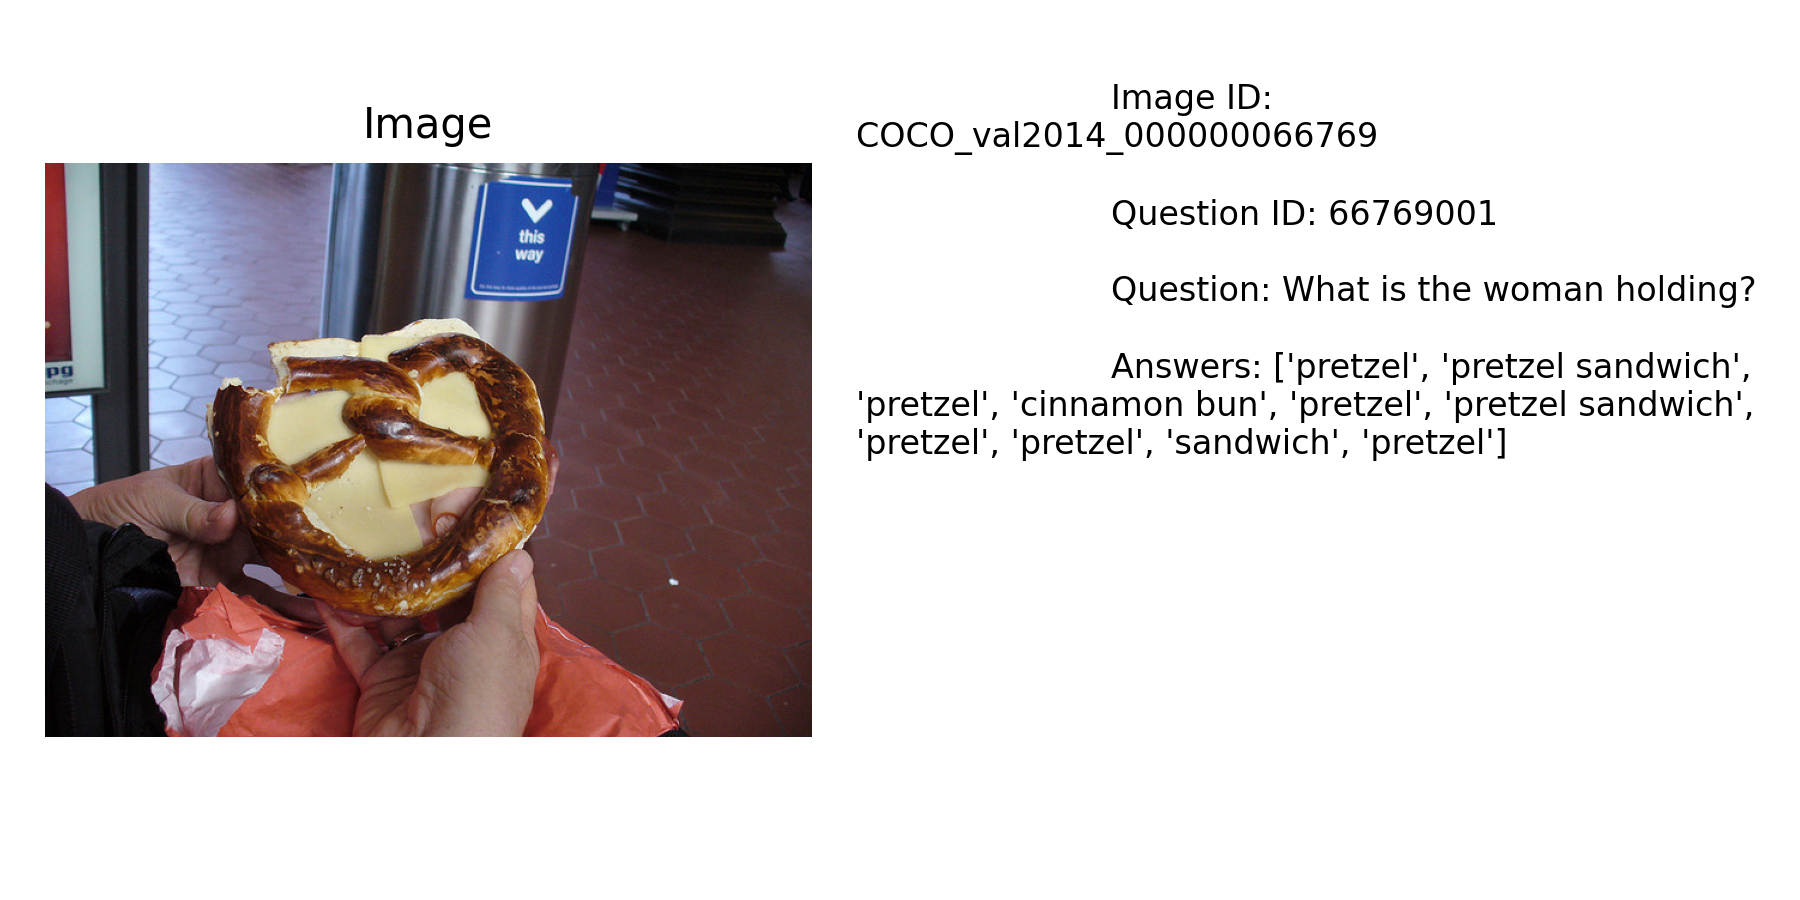 Image
Image ID:
COCO_val2014_000000066769
Question ID: 66769001
Question: What is the woman holding?
Answers: ['pretzel', 'pretzel sandwich',
'pretzel', 'cinnamon bun', 'pretzel', 'pretzel sandwich',
'pretzel', 'pretzel', 'sandwich', 'pretzel']
this
way
pg